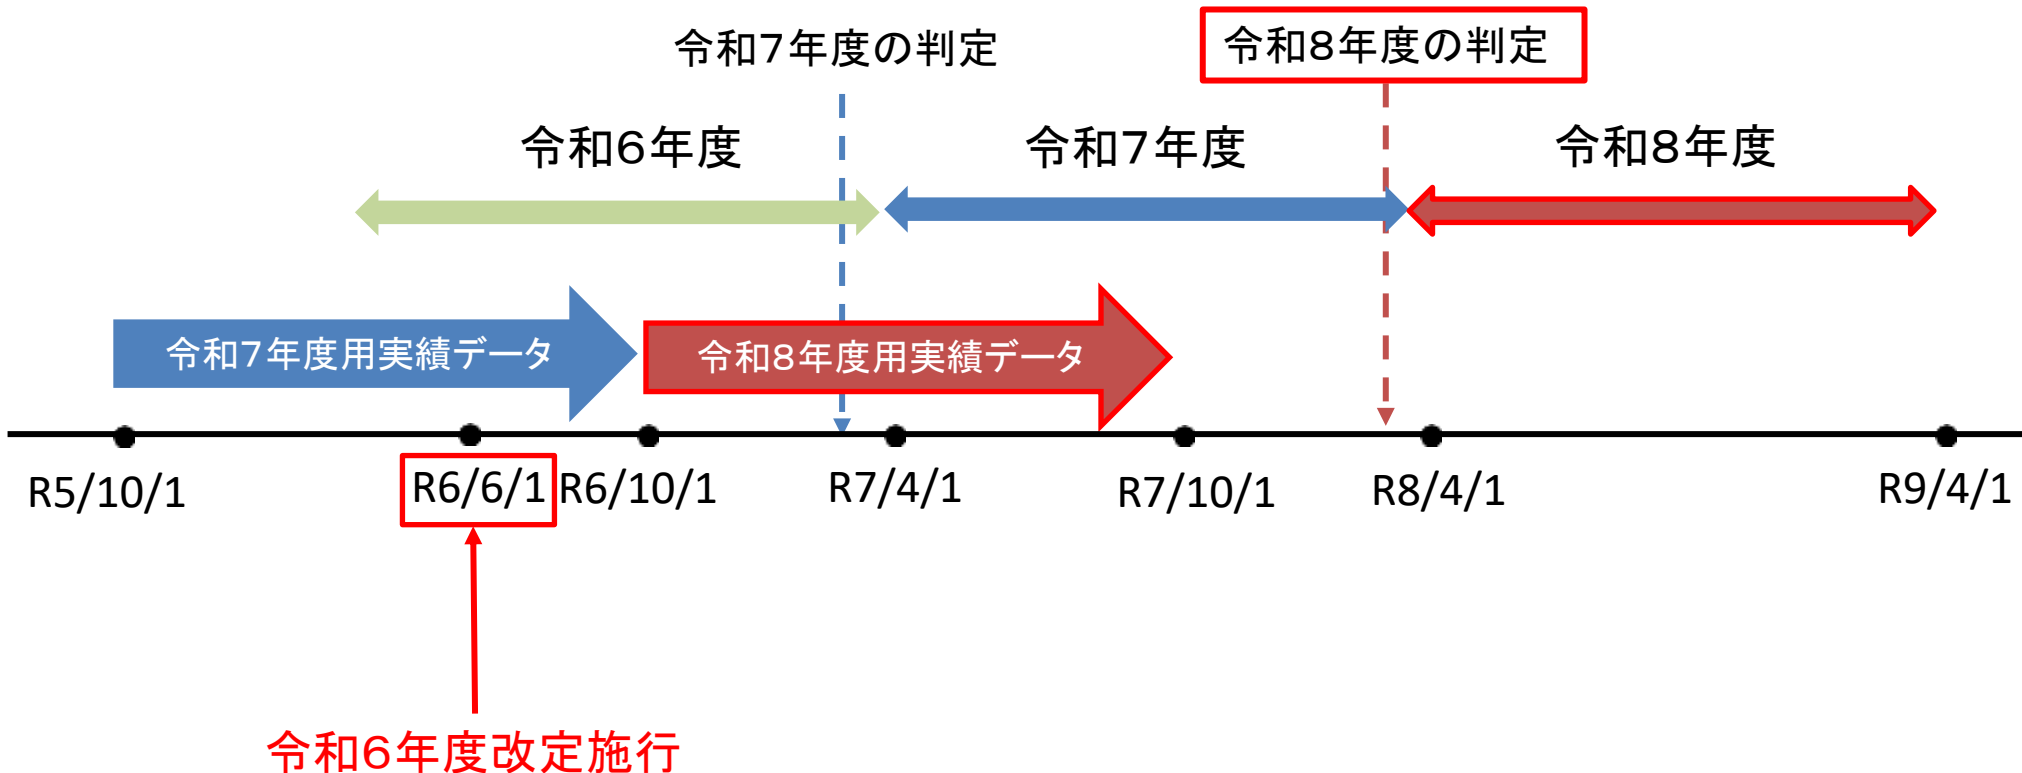 令和7年度の判定
令和8年度の判定
令和6年度
令和7年度
令和8年度
令和7年度用実績データ
令和8年度用実績データ
R5/10/1
R6/6/1
R6/10/1
R7/4/1
R7/10/1
R8/4/1
R9/4/1
令和6年度改定施行